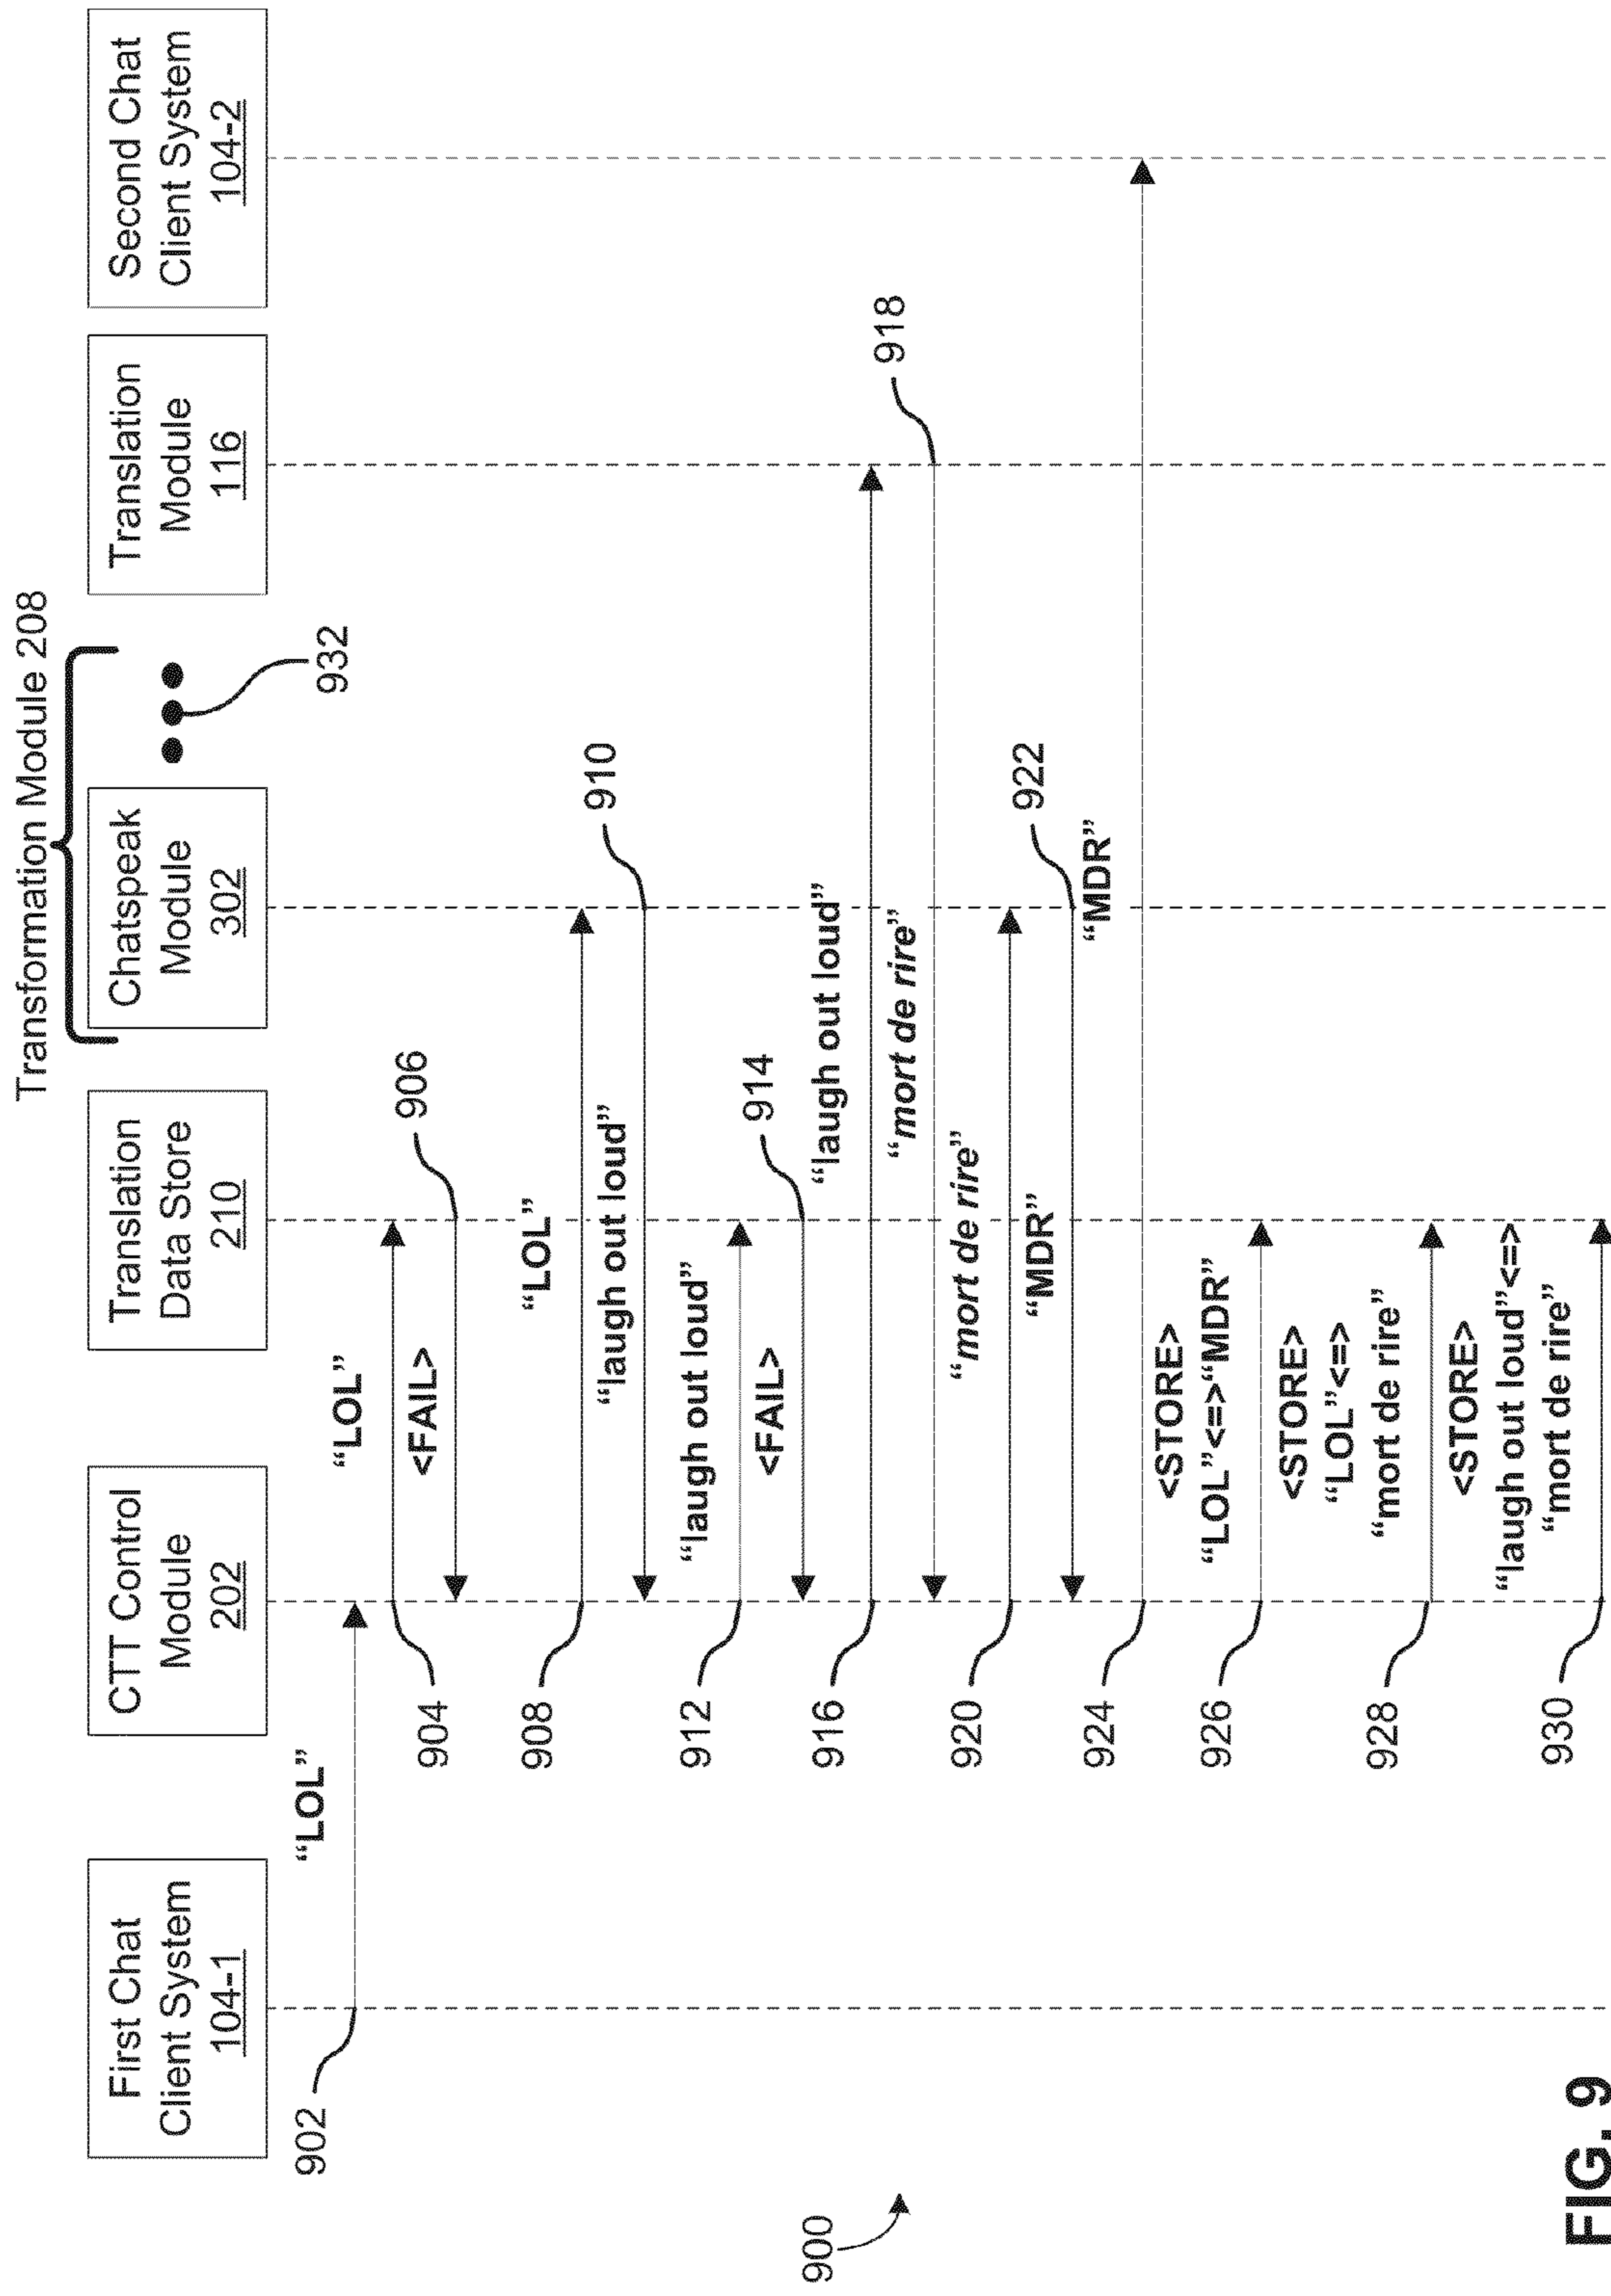 Transformation Module 208
First Chat
Client System
104-1
CTT Control
Module
202
Translation
Data Store
210
Chatspeak
Module
302
Translation
Module
116
Second Chat
Client System
104-2
932
902
“LOL”
904
“LOL”
<FAIL>
906
908
“LOL”
“laugh out loud”
910
912
“laugh out loud”
<FAIL>
914
916
“laugh out loud”
“mort de rire”
918
920
“mort de rire”
“MDR”
922
924
“MDR”
926
<STORE>
“LOL”<=>“MDR”
928
<STORE>
“LOL”<=>
“mort de rire”
930
<STORE>
“laugh out loud”<=>
“mort de rire”
900
FIG. 9